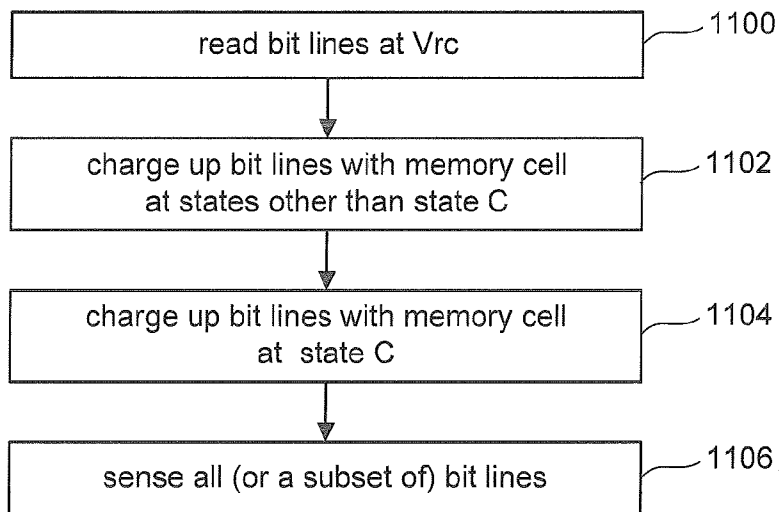 read bit lines at Vrc
1100
charge up bit lines with memory cell
at states other than state C
1102
charge up bit lines with memory cell
at state C
1104
sense all (or a subset of) bit lines
1106